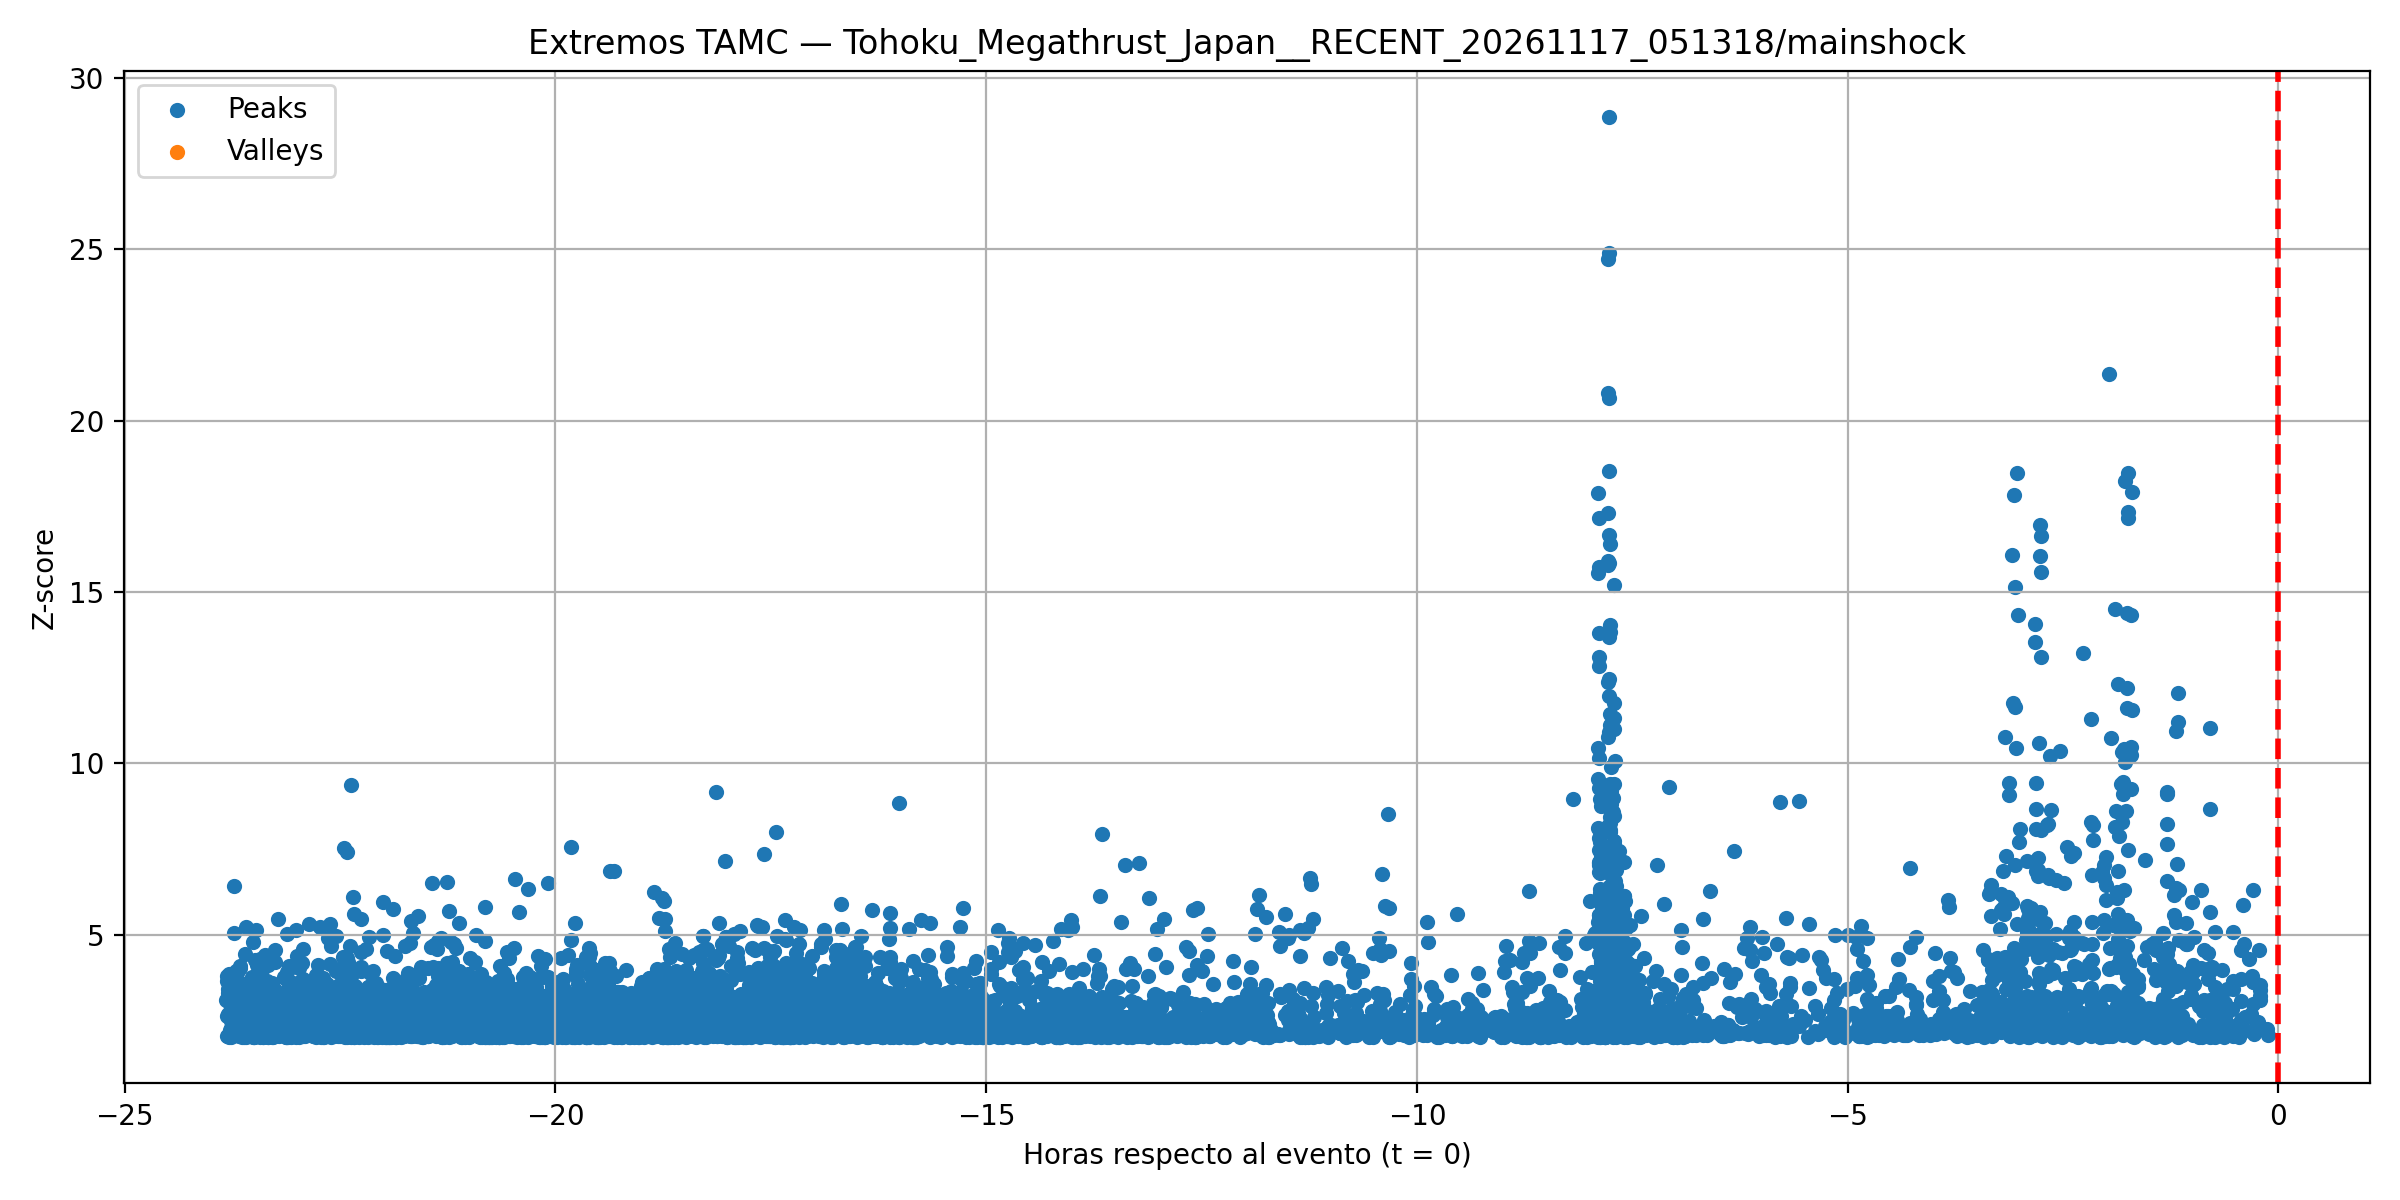 Extremos TAMC — Tohoku_Megathrust_Japan__RECENT_20261117_051318/mainshock
Peaks
Valleys
30
25
20
15
10
5
Z-score
−25
−20
−15
−10
−5
0
Horas respecto al evento (t = 0)